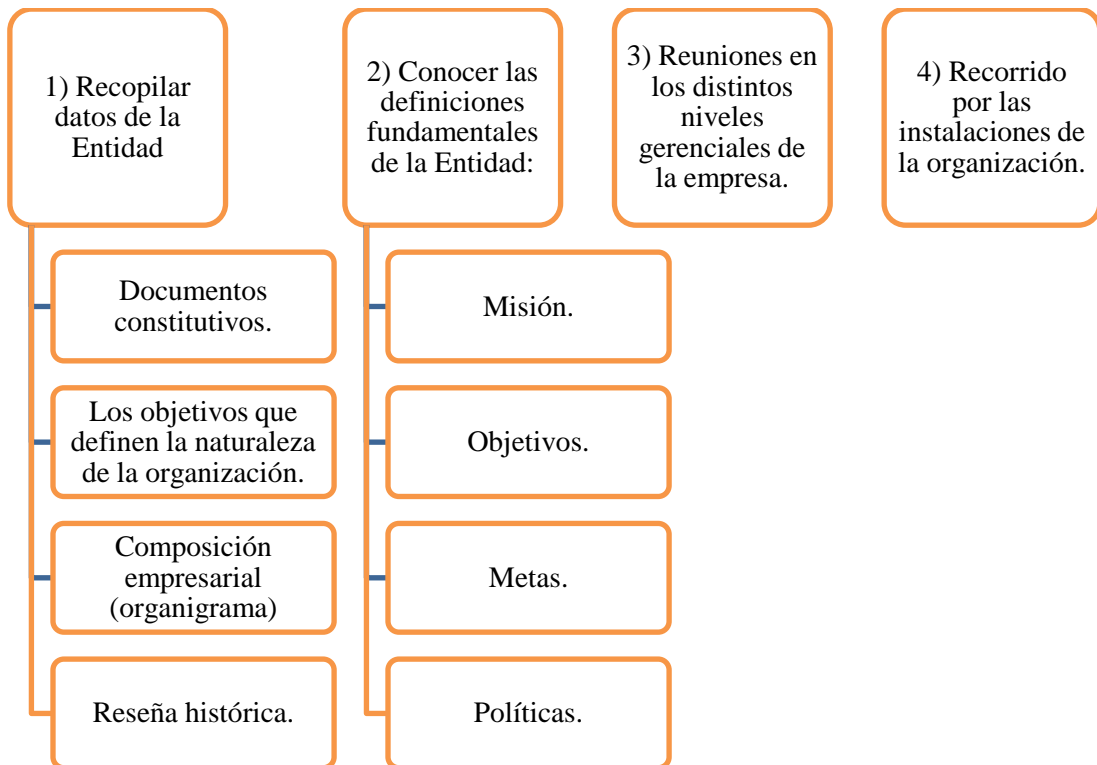 1) Recopilar
datos de la
Entidad
Documentos
constitutivos.
Los objetivos que
definen la naturaleza
de la organización.
Composición
empresarial
(organigrama)
Reseña histórica.
2) Conocer las
definiciones
fundamentales
de la Entidad:
Misión.
Objetivos.
Metas.
Políticas.
3) Reuniones en
los distintos
niveles
gerenciales de
la empresa.
4) Recorrido
por las
instalaciones de
la organización.